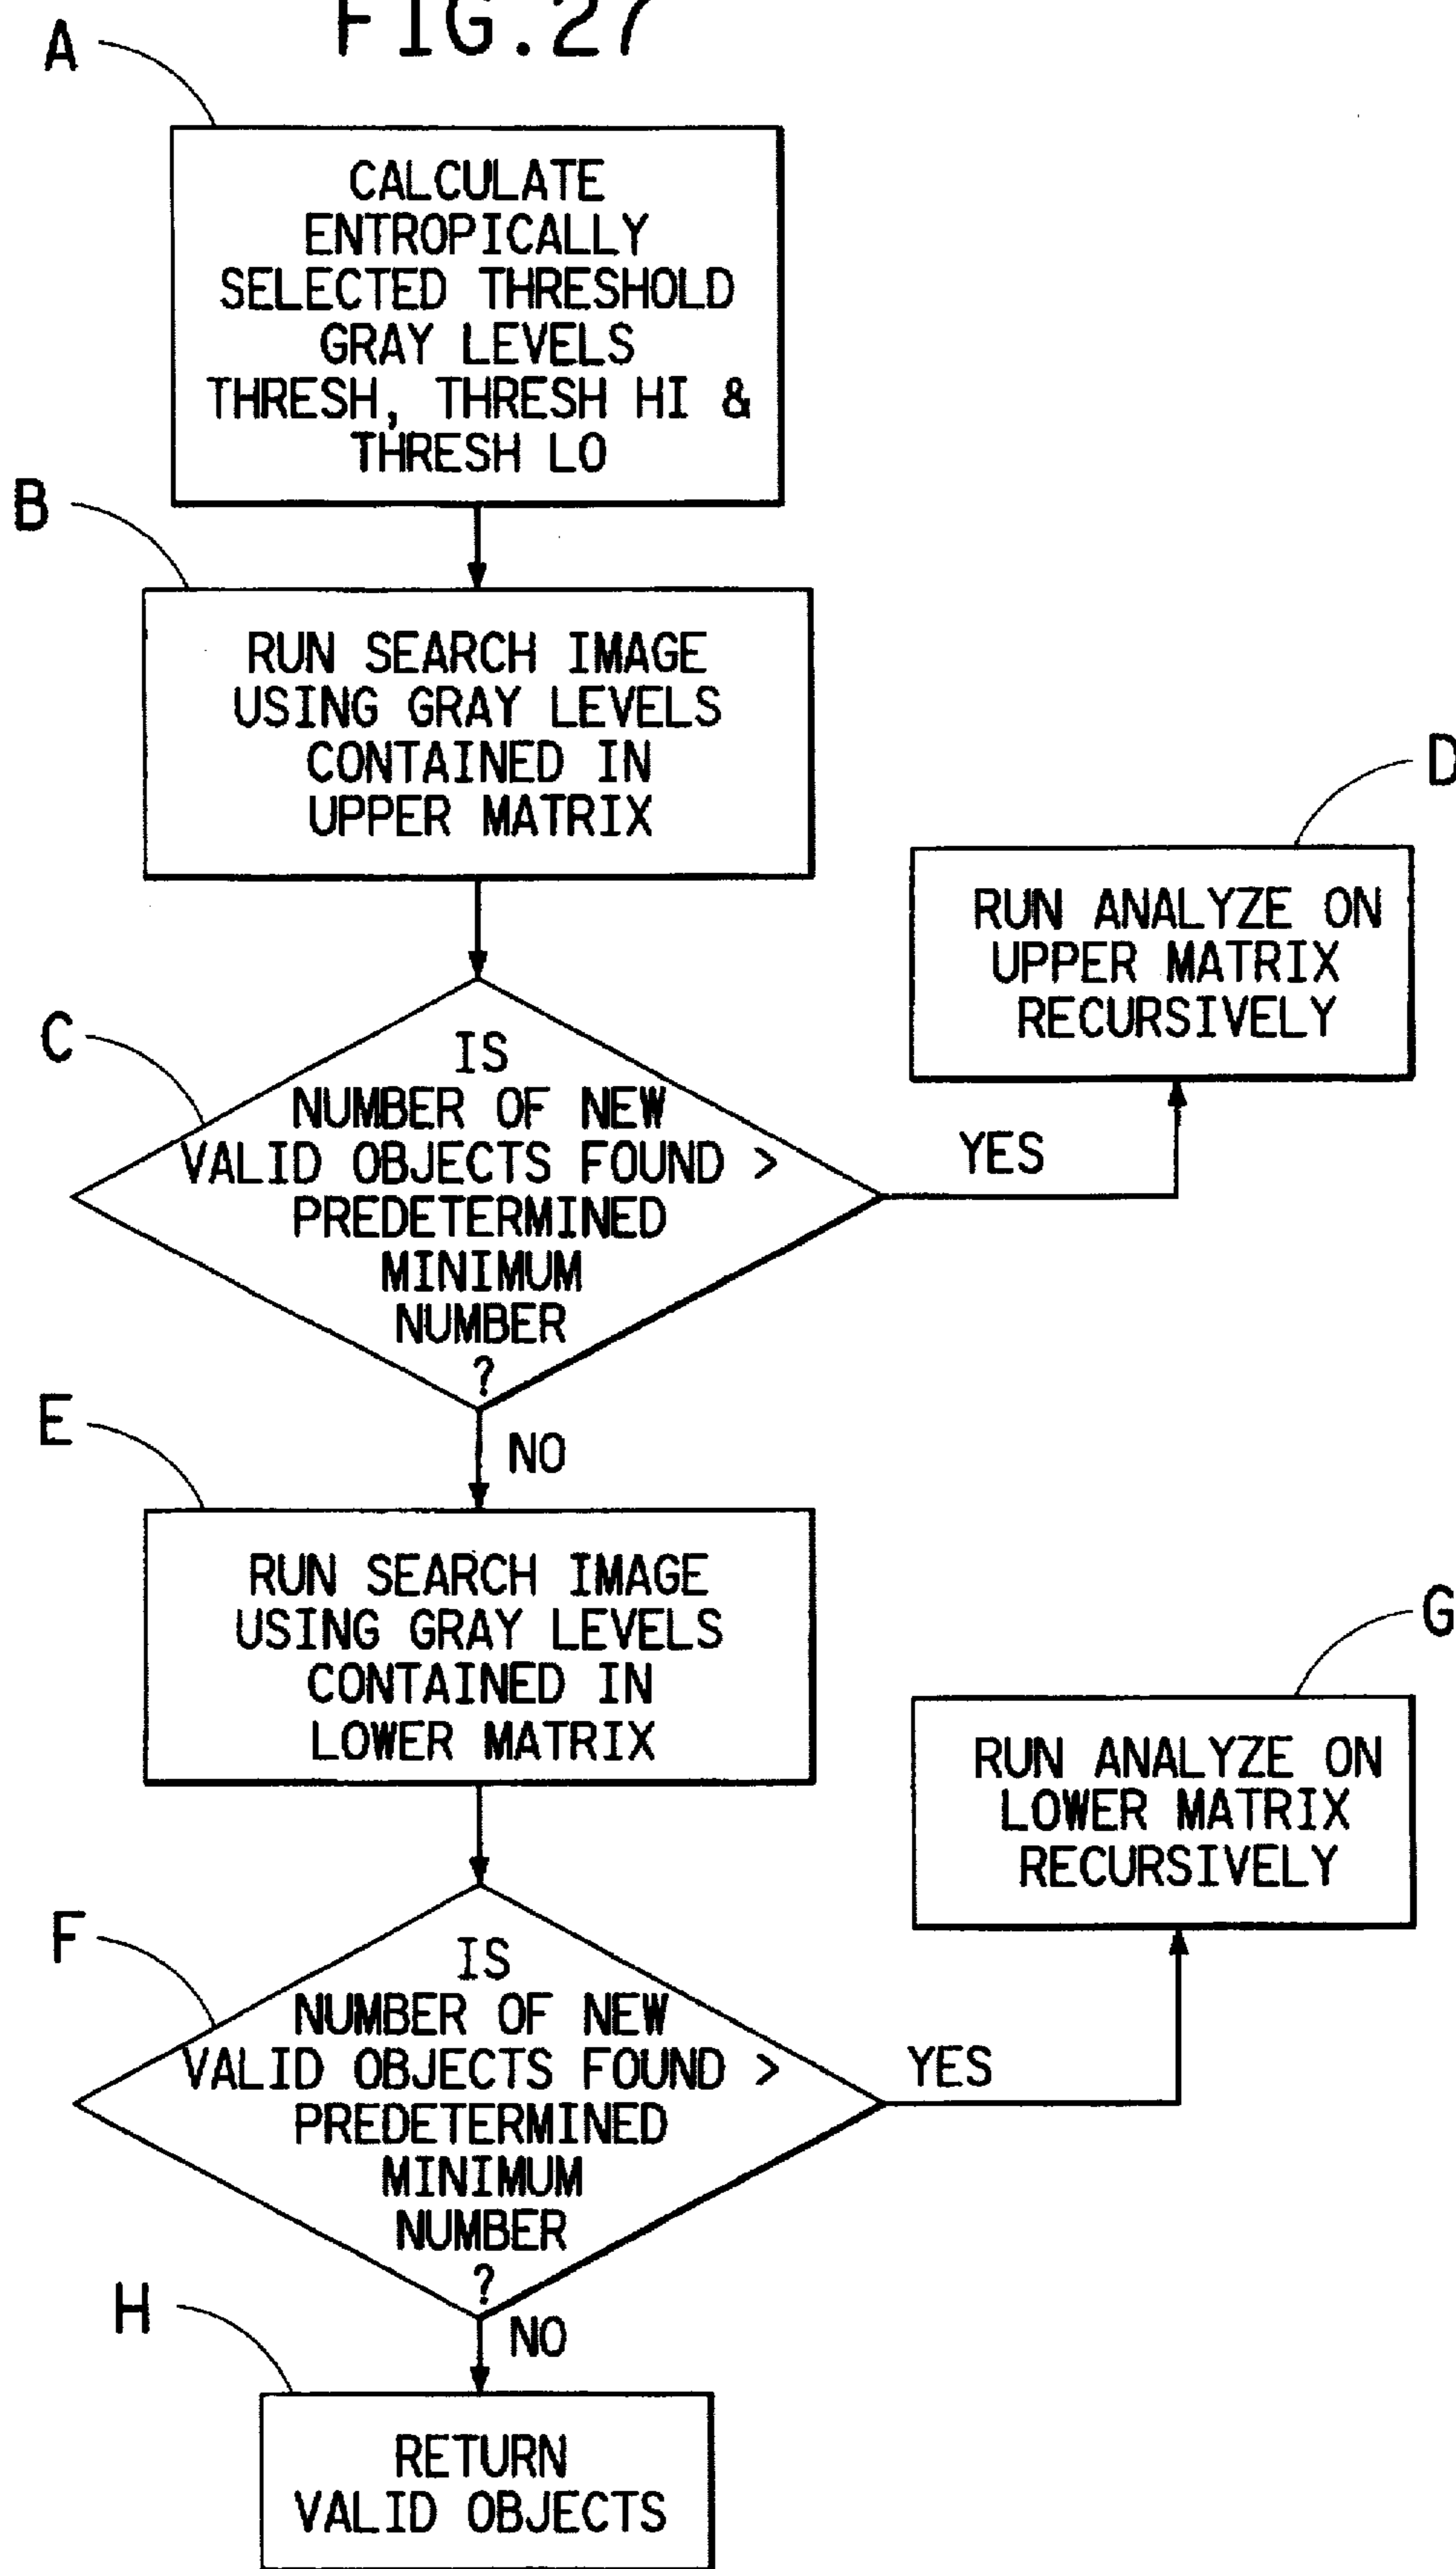 FIG.27
A
CALCULATE
ENTROPICALLY
SELECTED THRESHOLD
GRAY LEVELS
THRESH, THRESH HI &
THRESH LO
B
RUN SEARCH IMAGE
USING GRAY LEVELS
CONTAINED IN
UPPER MATRIX
D
RUN ANALYZE ON
UPPER MATRIX
RECURSIVELY
C
IS
NUMBER OF NEW
VALID OBJECTS FOUND >
PREDETERMINED
MINIMUM
NUMBER
?
YES
NO
E
RUN SEARCH IMAGE
USING GRAY LEVELS
CONTAINED IN
LOWER MATRIX
G
RUN ANALYZE ON
LOWER MATRIX
RECURSIVELY
F
IS
NUMBER OF NEW
VALID OBJECTS FOUND >
PREDETERMINED
MINIMUM
NUMBER
?
YES
NO
H
RETURN
VALID OBJECTS